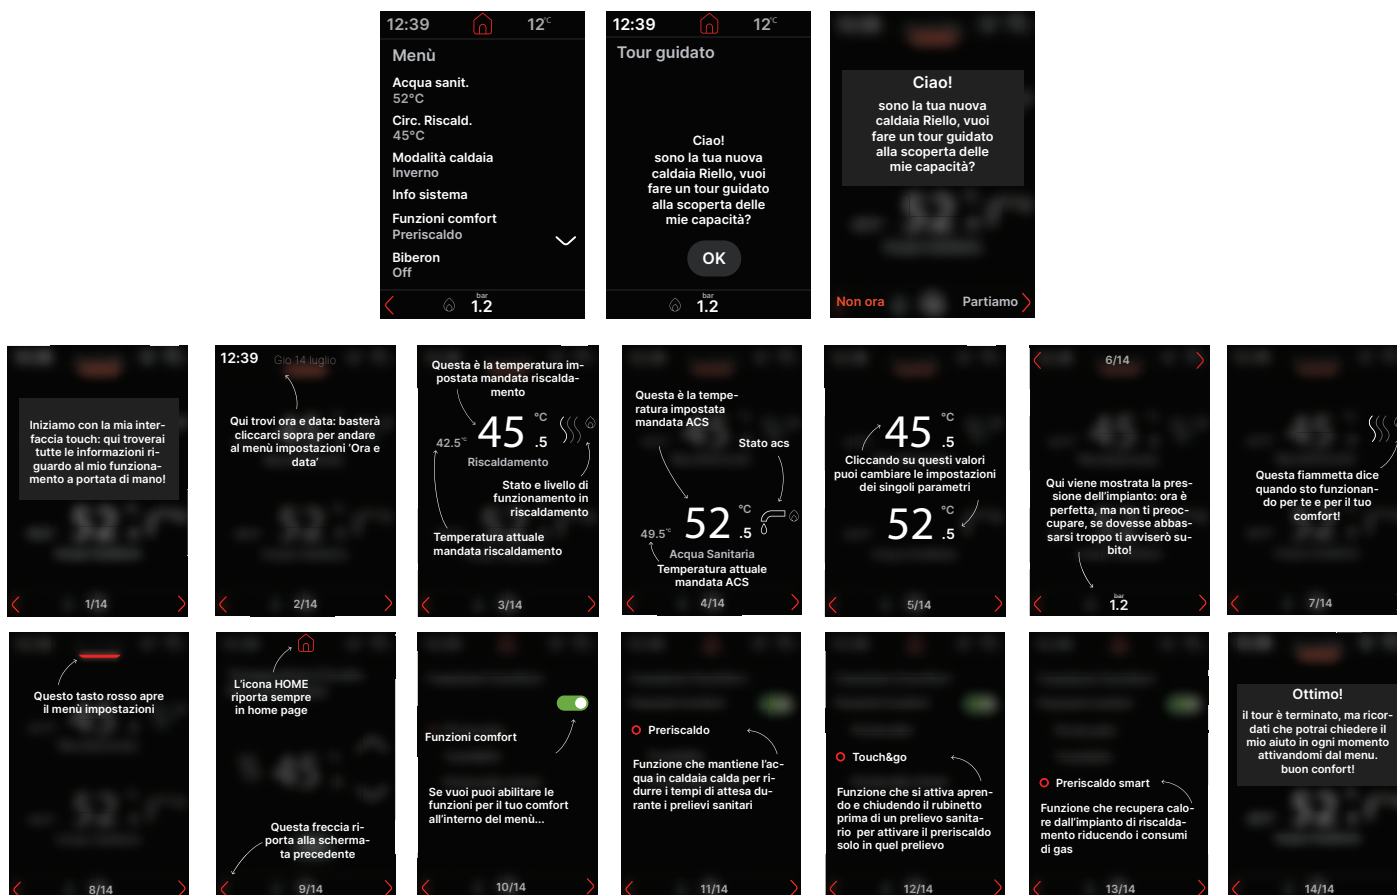 12:39
12°C
Menù
Acqua sanit.
52°C
Circ. Riscald.
45°C
Modalità caldaia
Inverno
Info sistema
Funzioni comfort
Preriscaldo
Biberon
Off
bar
1.2
12:39
12°C
Tour guidato
Ciao!
sono la tua nuova
caldaia Riello, vuoi
fare un tour guidato
alla scoperta delle
mie capacità?
OK
bar
1.2
Ciao!
sono la tua nuova
caldaia Riello, vuoi
fare un tour guidato
alla scoperta delle
mie capacità?
Non ora
Partiamo
Iniziamo con la mia inter-
faccia touch: qui troverai
tutte le informazioni ri-
guardo al mio funziona-
mento a portata di mano!
1/14
12:39
Gio 14 luglio
Qui trovi ora e data: basterà
cliccarci sopra per andare
al menù impostazioni 'Ora e
data'
2/14
Questa è la temperatura im-
postata mandata riscalda-
mento
42.5°C
45.5 °C
Riscaldamento
Stato e livello di
funzionamento in
riscaldamento
Temperatura attuale
mandata riscaldamento
3/14
Questa è la tempe-
ratura impostata
mandata ACS
Stato acs
49.5°C
52.5 °C
Acqua Sanitaria
Temperatura attuale
mandata ACS
4/14
45.5 °C
Cliccando su questi valori
puoi cambiare le impostazioni
dei singoli parametri
52.5 °C
5/14
6/14
Qui viene mostrata la pres-
sione dell'impianto: ora è
perfetta, ma non ti preoc-
cupare, se dovesse abbas-
sarsi troppo ti avviserò su-
bito!
bar
1.2
Questa fiammetta dice
quando sto funzionan-
do per te e per il tuo
comfort!
7/14
Questo tasto rosso apre
il menù impostazioni
8/14
L'icona HOME
riporta sempre
in home page
Questa freccia ri-
porta alla scherma-
ta precedente
9/14
Funzioni comfort
Se vuoi puoi abilitare le
funzioni per il tuo comfort
all'interno del menù...
10/14
Preriscaldo
Funzione che mantiene l'ac-
qua in caldaia calda per ri-
durre i tempi di attesa du-
rante i prelievi sanitari
11/14
Touch&go
Funzione che si attiva apren-
do e chiudendo il rubinetto
prima di un prelievo sanita-
rio per attivare il preriscaldo
solo in quel prelievo
12/14
Preriscaldo smart
Funzione che recupera calo-
re dall'impianto di riscalda-
mento riducendo i consumi
di gas
13/14
Ottimo!
il tour è terminato, ma ricor-
dati che potrai chiedere il
mio aiuto in ogni momento
attivandomi dal menu.
buon confort!
14/14